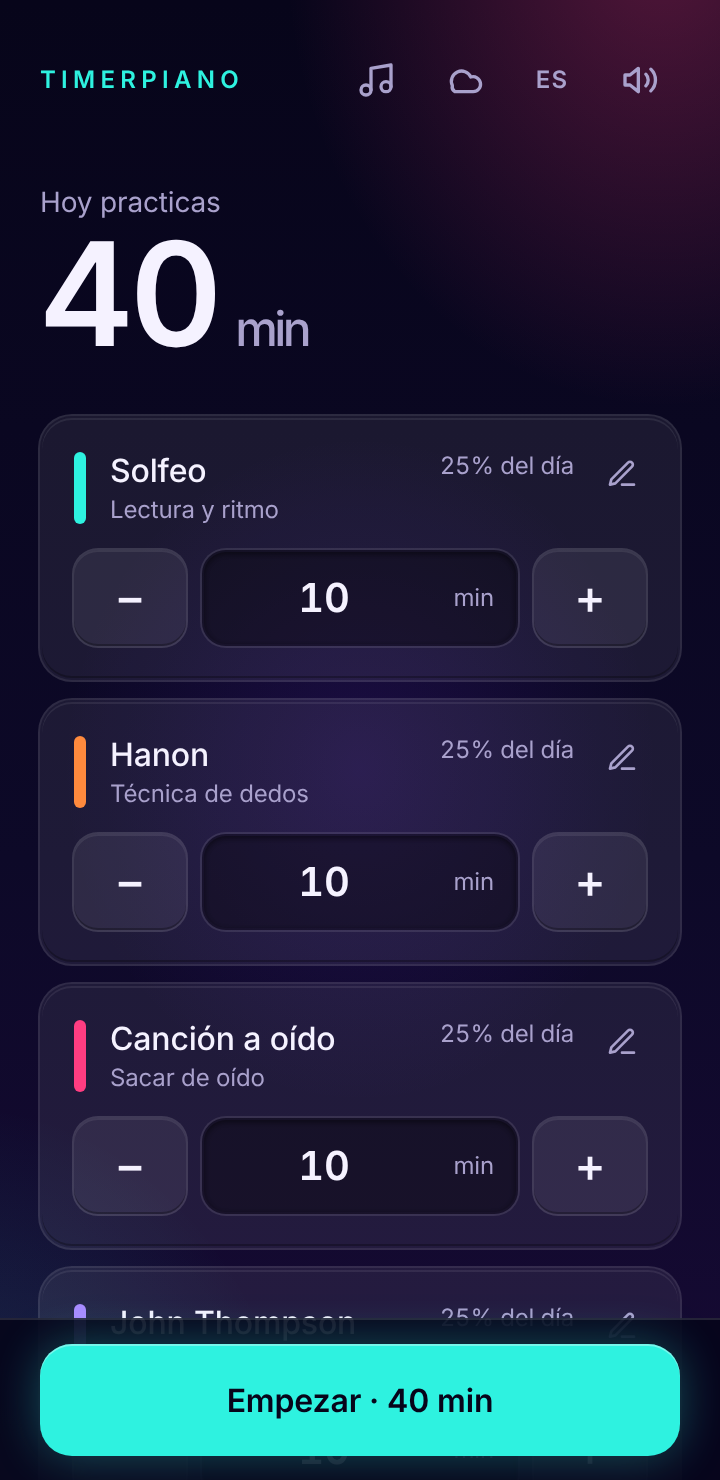 TIMERPIANO ES
Hoy practicas
40 min
Solfeo 25% del día
Lectura y ritmo
− 10 min +
Hanon 25% del día
Técnica de dedos
− 10 min +
Canción a oído 25% del día
Sacar de oído
− 10 min +
John Thompson 25% del día
Empezar · 40 min
10 min +